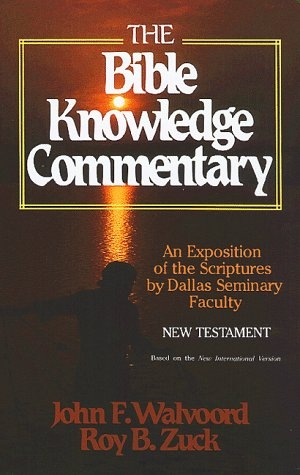 THE
Bible
Knowledge
Commentary
An Exposition
of the Scriptures
by Dallas Seminary
Faculty
NEW TESTAMENT
Based on the New International Version
John F. Walvoord
Roy B. Zuck